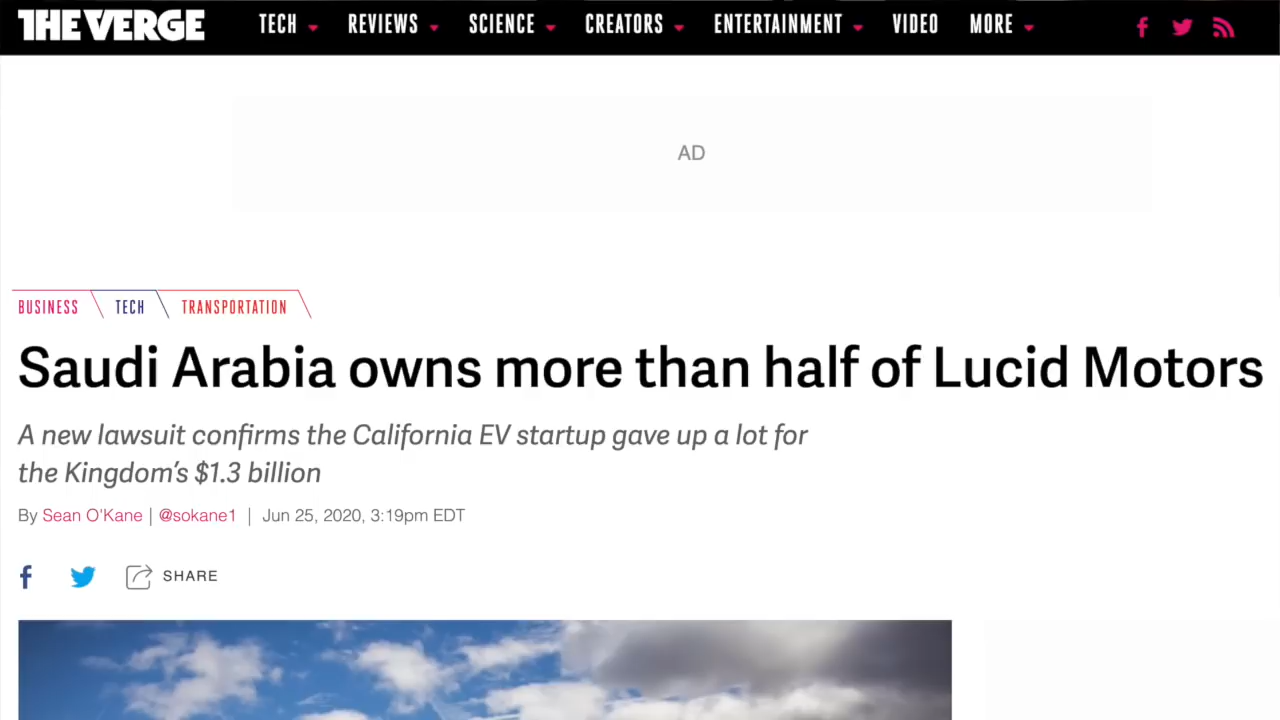 THE VERGE TECH REVIEWS SCIENCE CREATORS ENTERTAINMENT VIDEO MORE
AD
BUSINESS TECH TRANSPORTATION
Saudi Arabia owns more than half of Lucid Motors
A new lawsuit confirms the California EV startup gave up a lot for
the Kingdom’s $1.3 billion
By Sean O'Kane | @sokane1 | Jun 25, 2020, 3:19pm EDT
SHARE